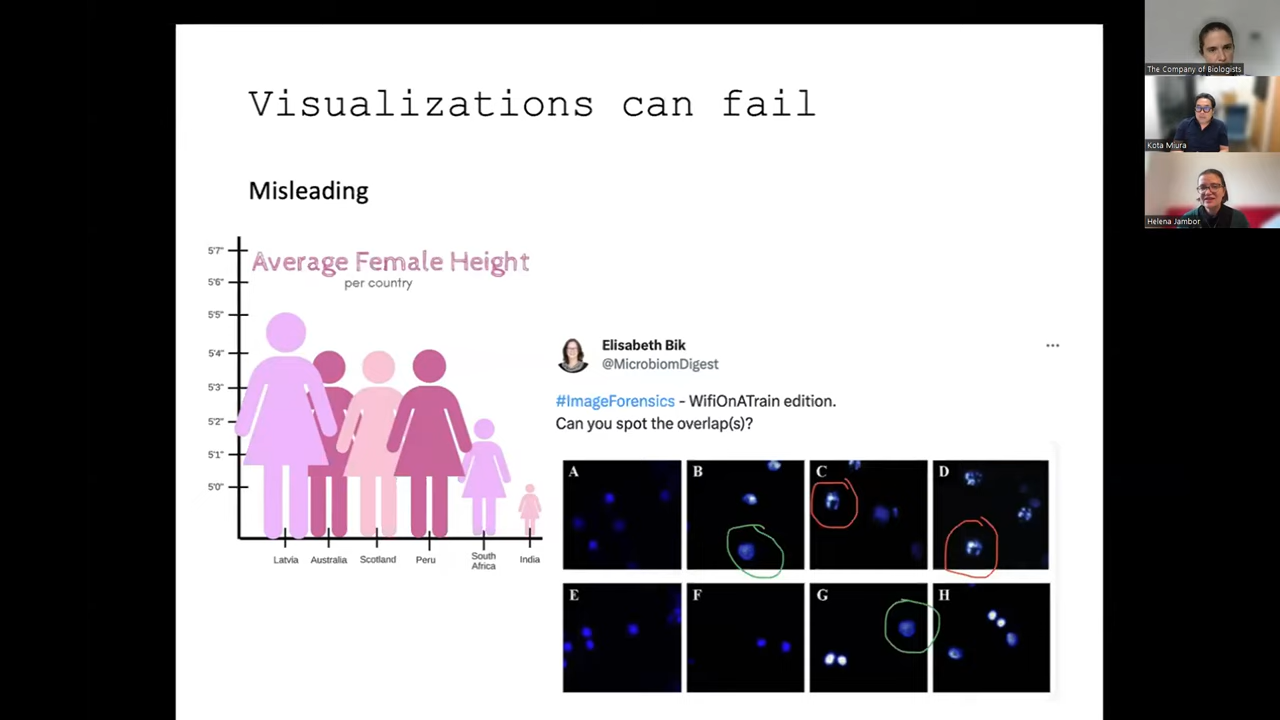 Visualizations can fail
Misleading
Average Female Height
per country
5'7"
5'6"
5'5"
5'4"
5'3"
5'2"
5'1"
5'0"
Latvia
Australia
Scotland
Peru
South
Africa
India
Elisabeth Bik
@MicrobiomDigest
#ImageForensics - WifiOnATrain edition.
Can you spot the overlap(s)?
A
B
C
D
E
F
G
H
The Company of Biologists
Kota Miura
Helena Jambor